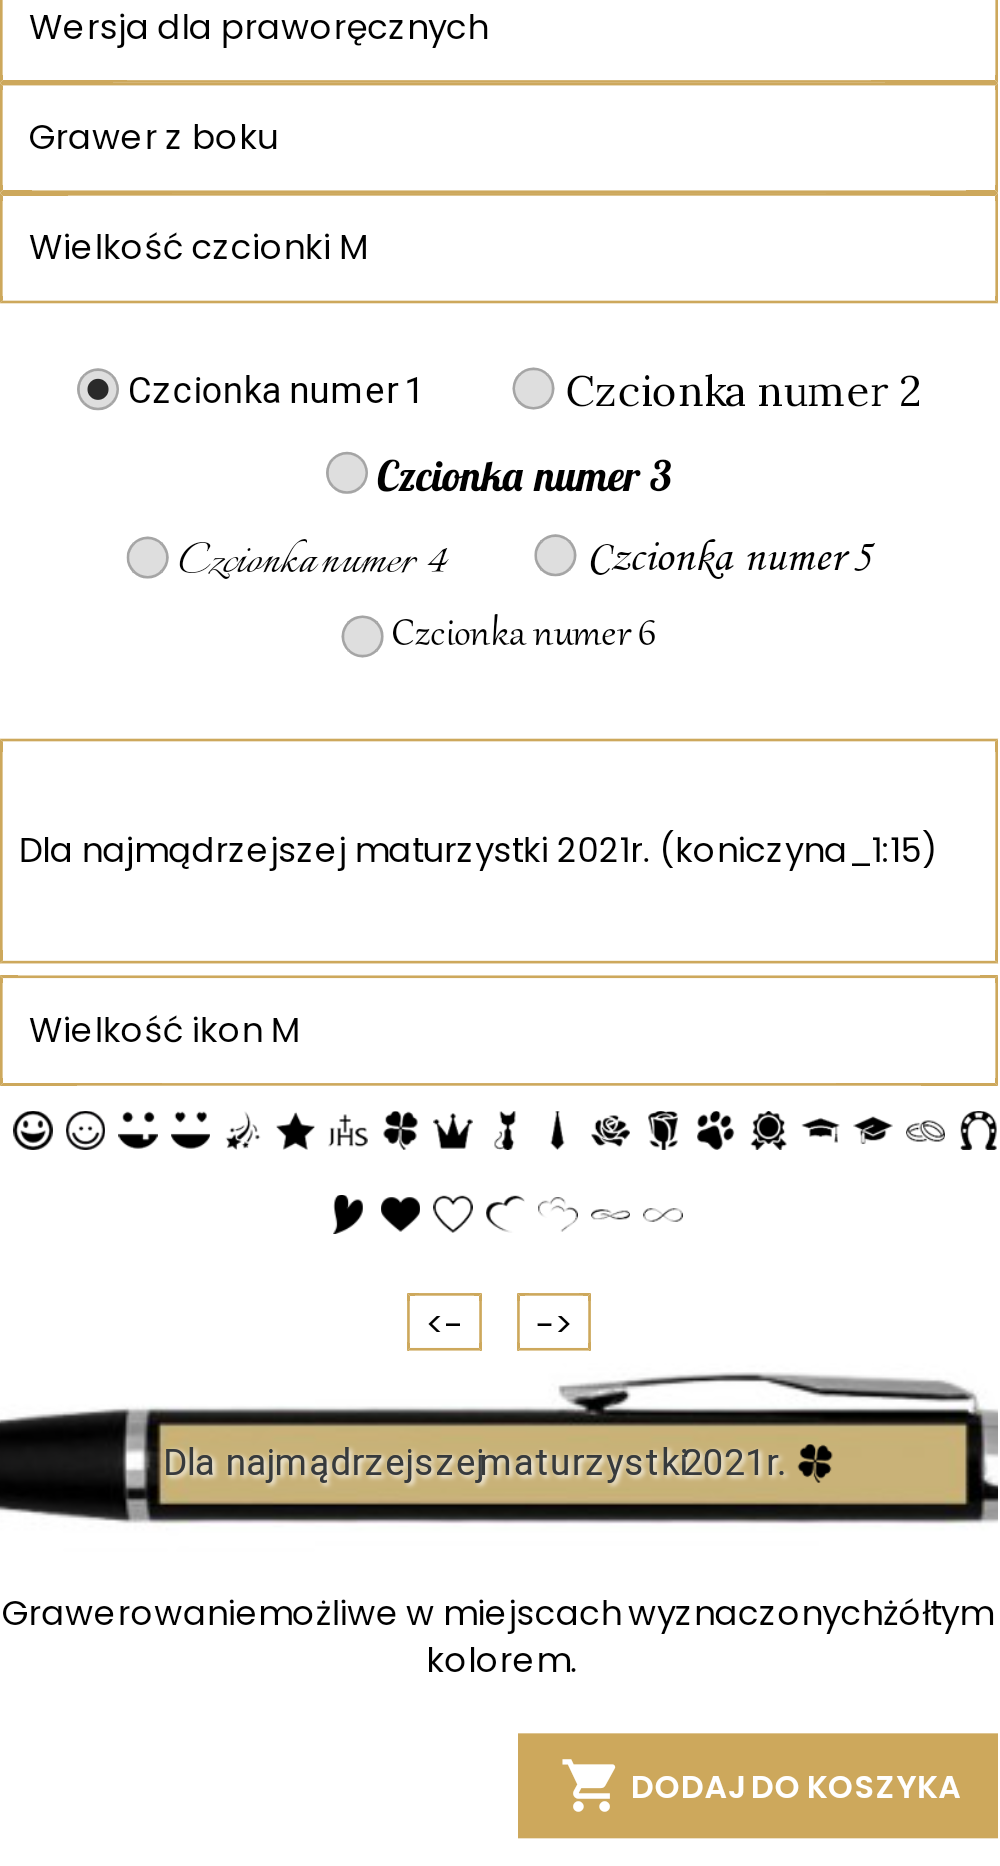 Wersja dla praworęcznych
Grawer z boku
Wielkość czcionki M
Czcionka numer 1
Czcionka numer 2
Czcionka numer 3
Czcionka numer 4
Czcionka numer 5
Czcionka numer 6
Dla najmądrzejszej maturzystki 2021r. (koniczyna_1:15)
Wielkość ikon M
JHS
<- ->
Dla najmądrzejszej maturzystki 2021r.
Grawerowanie możliwe w miejscach wyznaczonych żółtym
kolorem.
DODAJ DO KOSZYKA